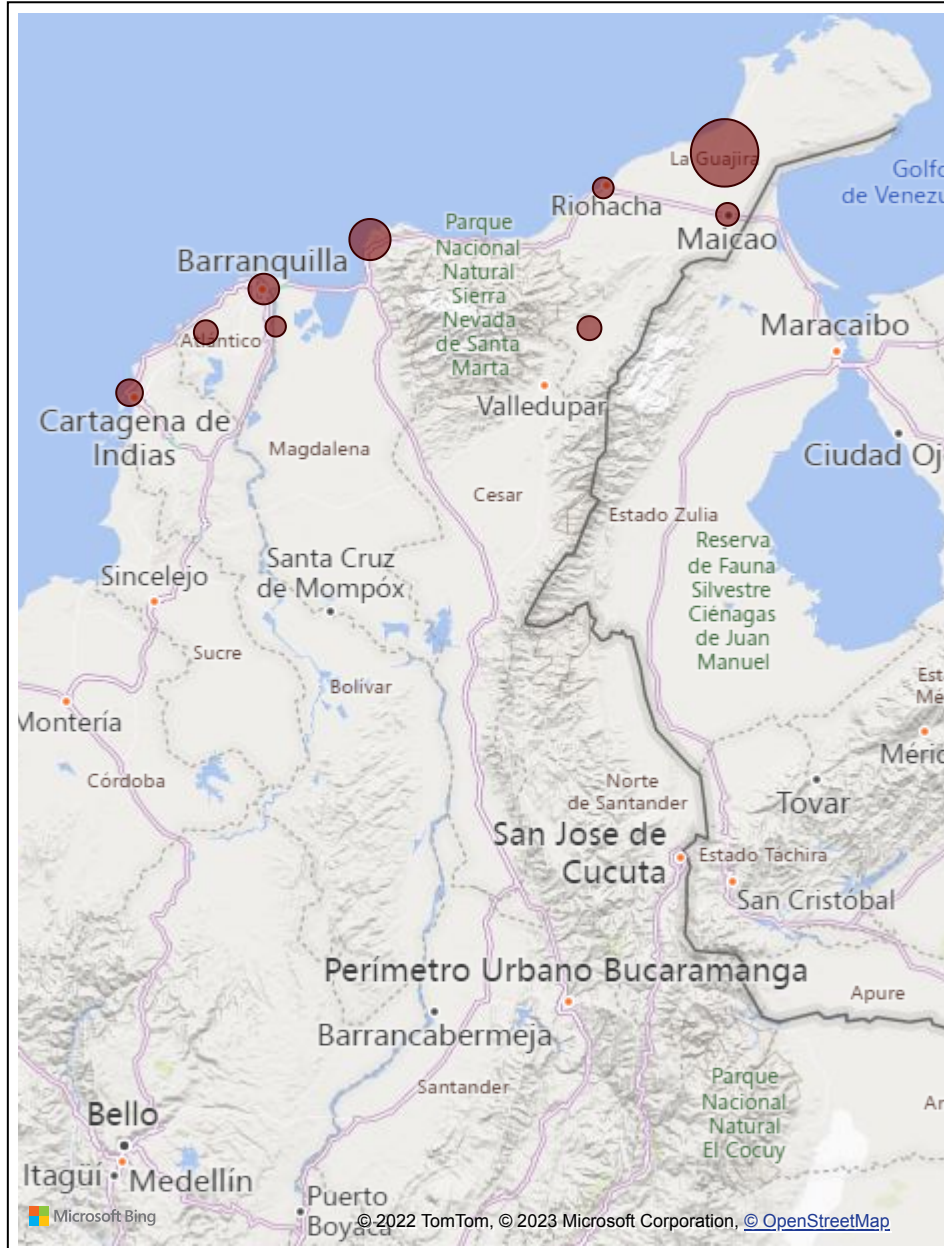 Golfo
de Venezu
La Guajira
Riohacha
Maicao
Parque
Nacional
Natural
Sierra
Nevada
de Santa
Marta
Barranquilla
Atlántico
Maracaibo
Valledupar
Cartagena de
Indias
Magdalena
Ciudad Oj
Cesar
Estado Zulia
Reserva
de Fauna
Silvestre
Ciénagas
de Juan
Manuel
Santa Cruz
de Mompóx
Sincelejo
Sucre
Bolívar
Est
Mé
Montería
Méric
Córdoba
Norte
de Santander
Tovar
San Jose de
Cucuta
Estado Tachira
San Cristóbal
Perímetro Urbano Bucaramanga
Apure
Barrancabermeja
Santander
Parque
Nacional
Natural
El Cocuy
Ar
Bello
Itagüí
Medellín
Puerto
Boyacá
Microsoft Bing
© 2022 TomTom, © 2023 Microsoft Corporation, © OpenStreetMap